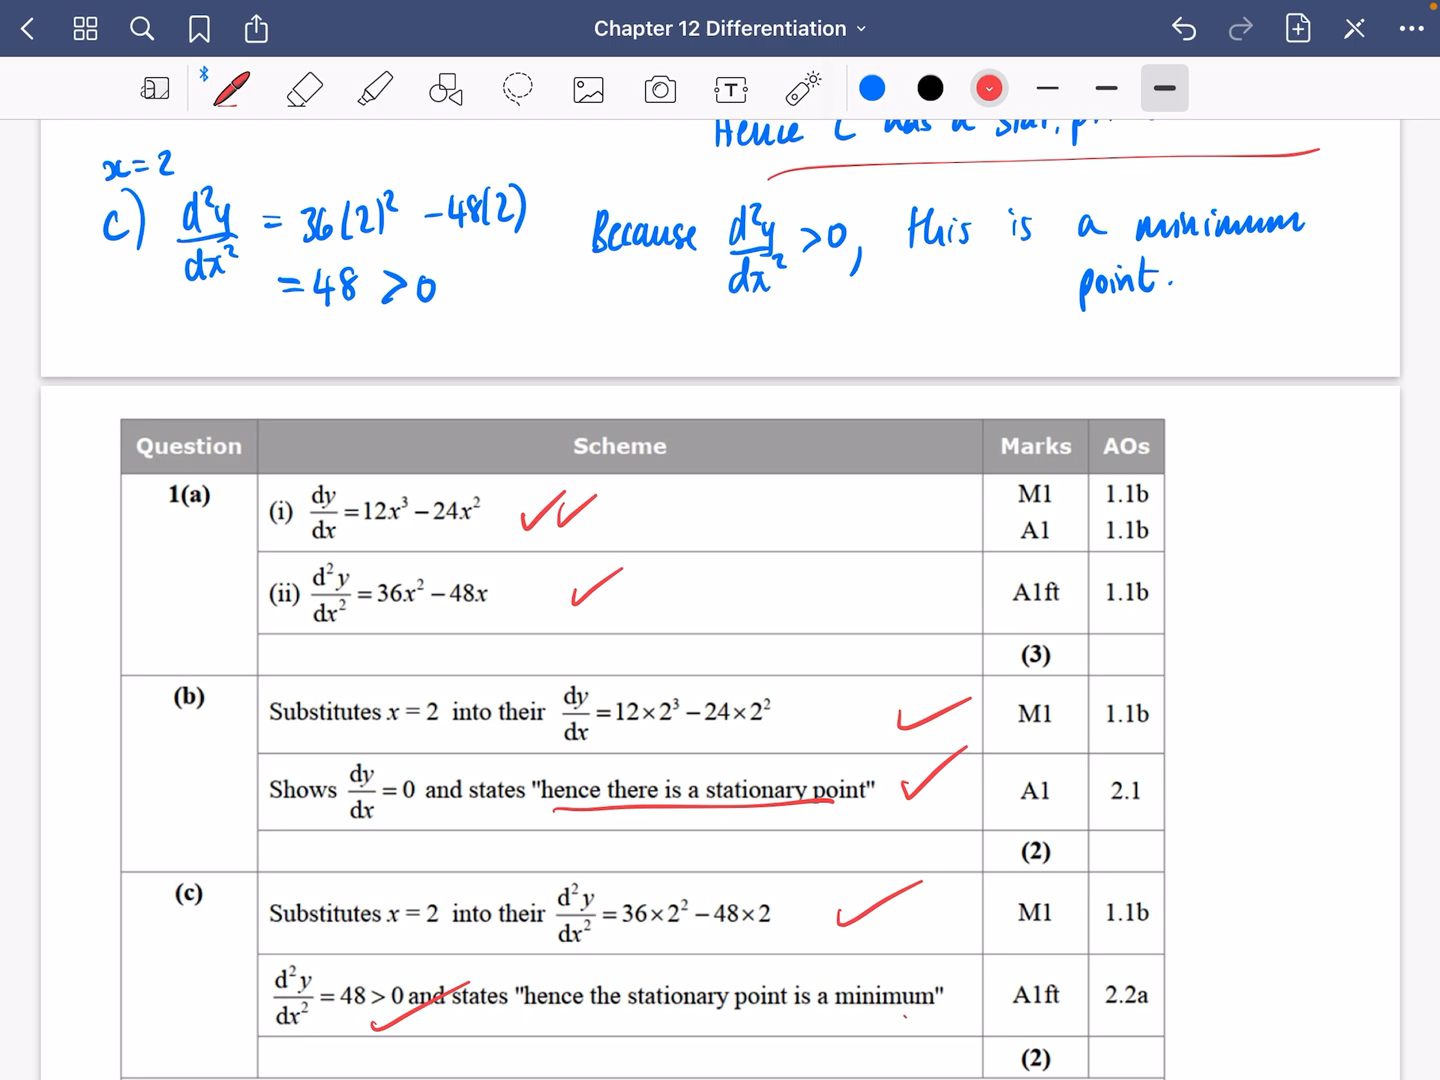 Chapter 12 Differentiation
Hence C has a stat. p
x=2
c) d²y/dx² = 36(2)² - 48(2)
= 48 > 0
Because d²y/dx² > 0, this is a minimum
point.
Question Scheme Marks AOs
1(a) (i) dy/dx = 12x³ − 24x² M1 1.1b
A1 1.1b
(ii) d²y/dx² = 36x² − 48x A1ft 1.1b
(3)
(b) Substitutes x = 2 into their dy/dx = 12×2³ − 24×2² M1 1.1b
Shows dy/dx = 0 and states "hence there is a stationary point" A1 2.1
(2)
(c) Substitutes x = 2 into their d²y/dx² = 36×2² − 48×2 M1 1.1b
d²y/dx² = 48 > 0 and states "hence the stationary point is a minimum" A1ft 2.2a
(2)